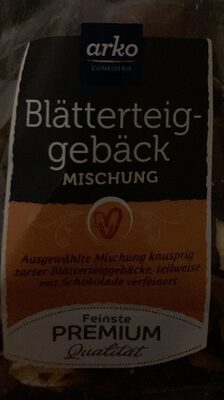 arko
CONFISERIE
Blätterteig-
gebäck
MISCHUNG
Ausgewählte Mischung knusprig
zarter Blätterteiggebäcke, teilweise
mit Schokolade verfeinert
Feinste
PREMIUM
Qualität